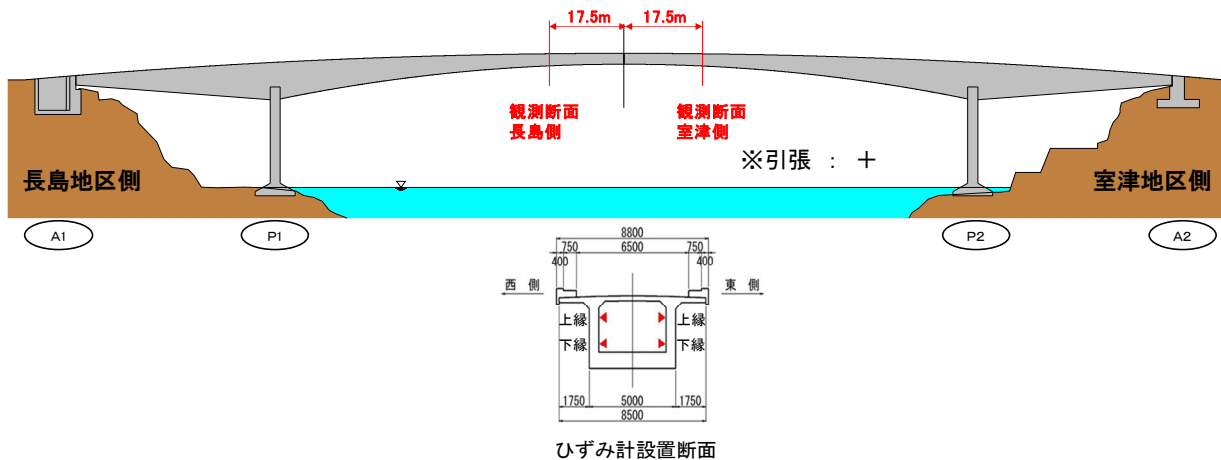 17.5m
17.5m
観測断面
長島側
観測断面
室津側
※引張 : +
長島地区側
室津地区側
A1
P1
P2
A2
8800
750
6500
750
400
400
西 側
東 側
上縁
上縁
下縁
下縁
1750
5000
1750
8500
ひずみ計設置断面